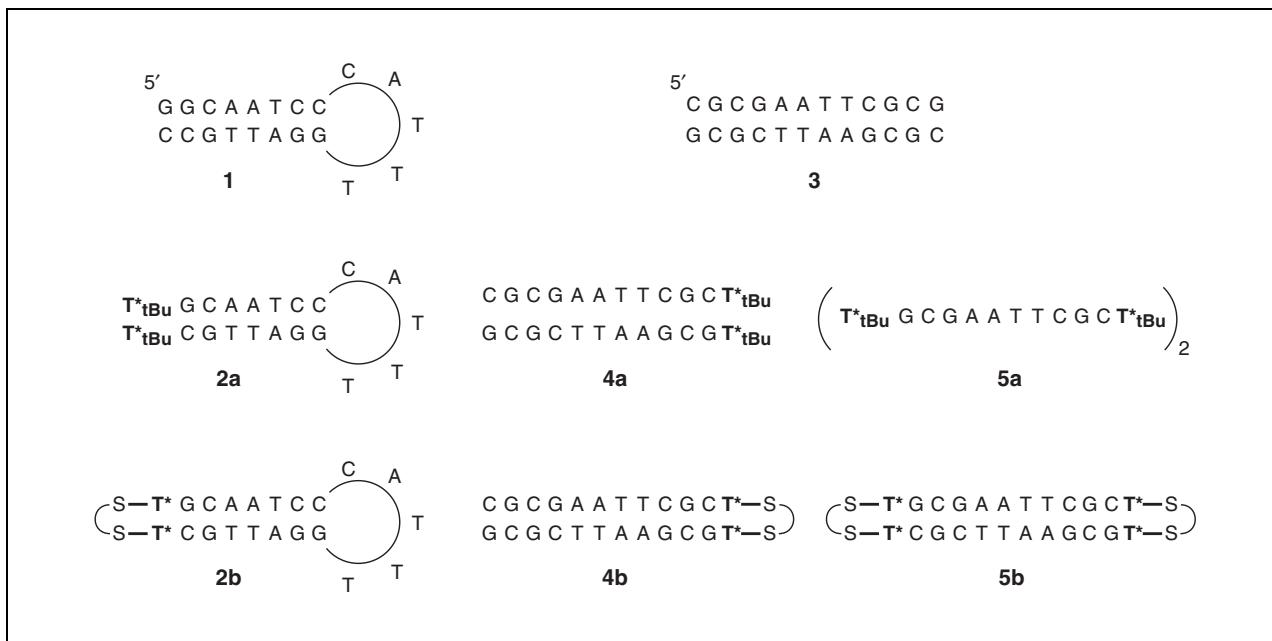 5′
G G C A A T C C
C C G T T A G G
C A T T T
1
5′
C G C G A A T T C G C G
G C G C T T A A G C G C
3
T*tBu G C A A T C C
T*tBu C G T T A G G
C A T T T
2a
C G C G A A T T C G C T*tBu
G C G C T T A A G C G T*tBu
4a
( T*tBu G C G A A T T C G C T*tBu )2
5a
S—T* G C A A T C C
S—T* C G T T A G G
C A T T T
2b
C G C G A A T T C G C T*—S
G C G C T T A A G C G T*—S
4b
S—T* G C G A A T T C G C T*—S
S—T* C G C T T A A G C G T*—S
5b